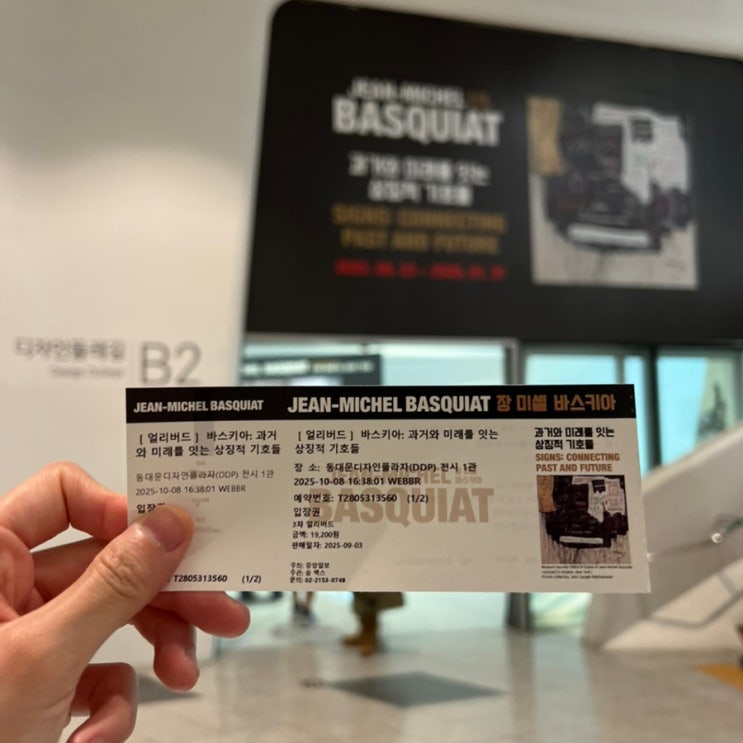 JEAN-MICHEL
BASQUIAT
과거와 미래를 잇는
상징적 기호들
SIGNS: CONNECTING
PAST AND FUTURE
디자인둘레길
B2
JEAN-MICHEL BASQUIAT
[ 얼리버드 ] 바스키아: 과거
와 미래를 잇는 상징적 기호들
동대문디자인플라자(DDP) 전시 1관
2025-10-08 16:38:01 WEBBR
T2805313560 (1/2)
JEAN-MICHEL BASQUIAT 장 미셸 바스키아
[ 얼리버드 ] 바스키아: 과거와 미래를 잇는
상징적 기호들
장 소: 동대문디자인플라자(DDP) 전시 1관
2025-10-08 16:38:01 WEBBR
예약번호: T2805313560 (1/2)
입장권
3차 얼리버드
금액: 19,200원
판매일자: 2025-09-03
주최: 중앙일보
주관: 숨 엑스
문의: 02-2153-0749
BASQUIAT
과거와 미래를 잇는
상징적 기호들
SIGNS: CONNECTING
PAST AND FUTURE